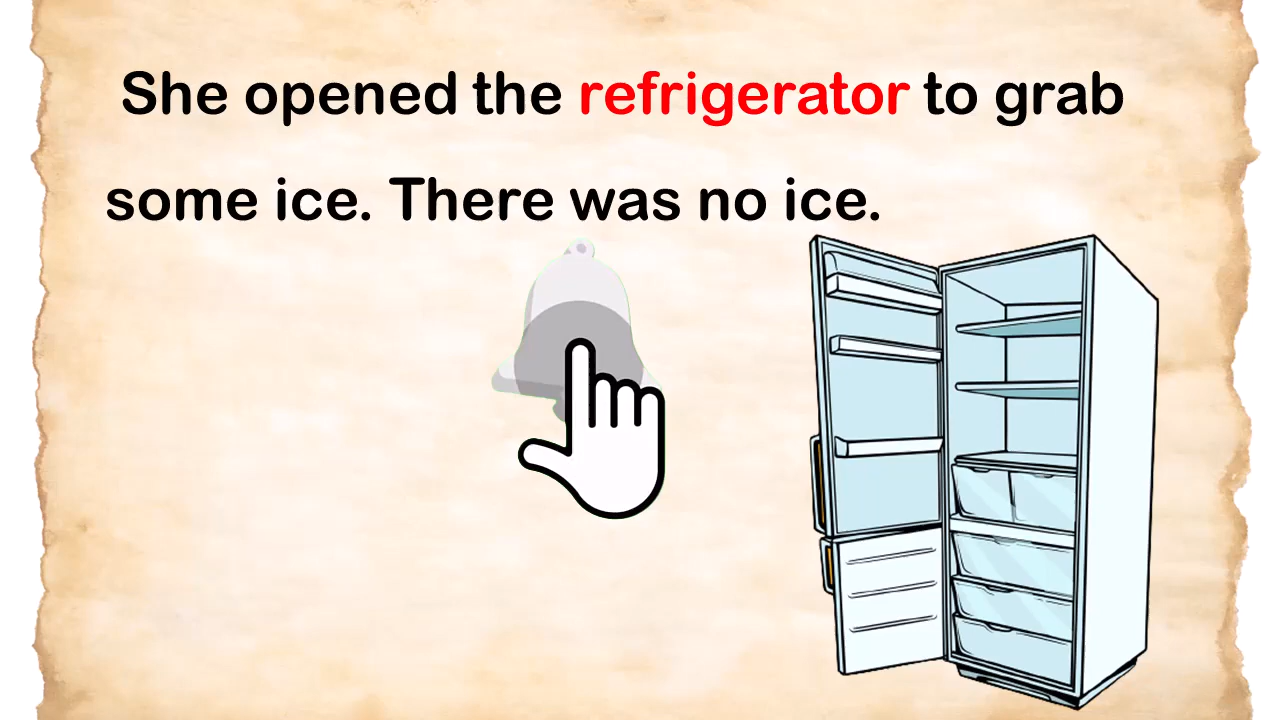 She opened the refrigerator to grab
some ice. There was no ice.